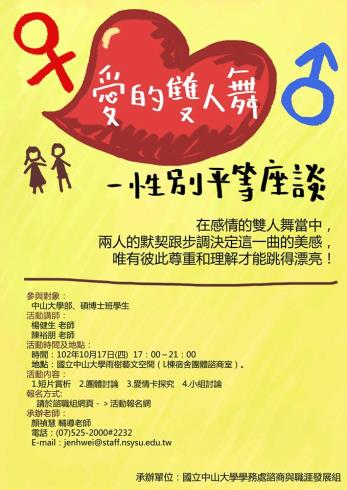 愛的雙人舞
－性別平等座談
在感情的雙人舞當中，
兩人的默契跟步調決定這一曲的美感，
唯有彼此尊重和理解才能跳得漂亮！
參與對象：
中山大學部、碩博士班學生
活動講師：
楊健生 老師
陳裕朋 老師
活動時間及地點：
時間：102年10月17日(四) 17：00～21：00
地點：國立中山大學雨樹藝文空間（L棟宿舍團體諮商室）。
活動內容：
1.短片賞析 2.團體討論 3.愛情卡探究 4.小組討論
報名方式：
請於諮職組網頁－＞活動報名網
承辦老師：
顏禎慧 輔導老師
電話：(07)525-2000#2232
E-mail：jenhwei@staff.nsysu.edu.tw
承辦單位：國立中山大學學務處諮商與職涯發展組